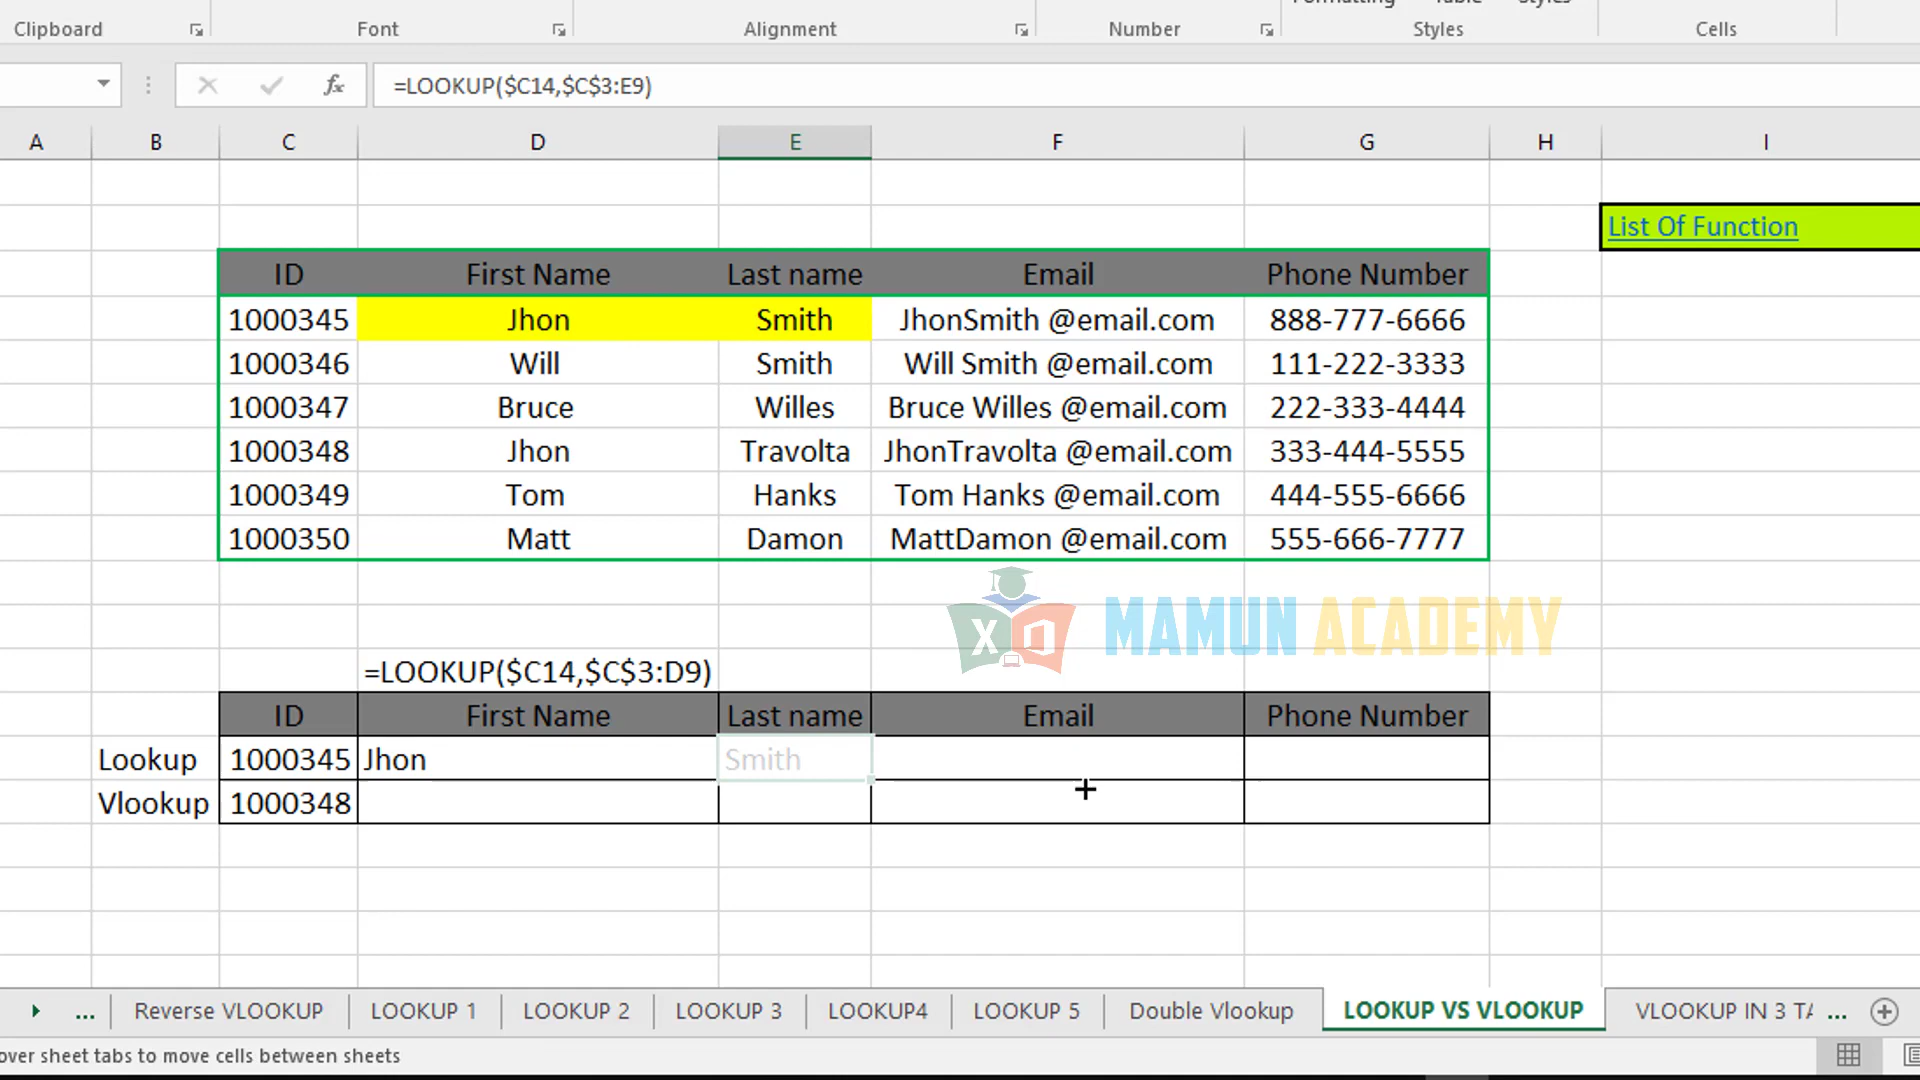 Formatting Table Styles
Clipboard Font Alignment Number Styles Cells
fx =LOOKUP($C14,$C$3:E9)
A B C D E F G H I
List Of Function
ID First Name Last name Email Phone Number
1000345 Jhon Smith JhonSmith @email.com 888-777-6666
1000346 Will Smith Will Smith @email.com 111-222-3333
1000347 Bruce Willes Bruce Willes @email.com 222-333-4444
1000348 Jhon Travolta JhonTravolta @email.com 333-444-5555
1000349 Tom Hanks Tom Hanks @email.com 444-555-6666
1000350 Matt Damon MattDamon @email.com 555-666-7777
MAMUN ACADEMY
=LOOKUP($C14,$C$3:D9)
ID First Name Last name Email Phone Number
Lookup 1000345 Jhon Smith
Vlookup 1000348
... Reverse VLOOKUP LOOKUP 1 LOOKUP 2 LOOKUP 3 LOOKUP4 LOOKUP 5 Double Vlookup LOOKUP VS VLOOKUP VLOOKUP IN 3 TA ...
over sheet tabs to move cells between sheets